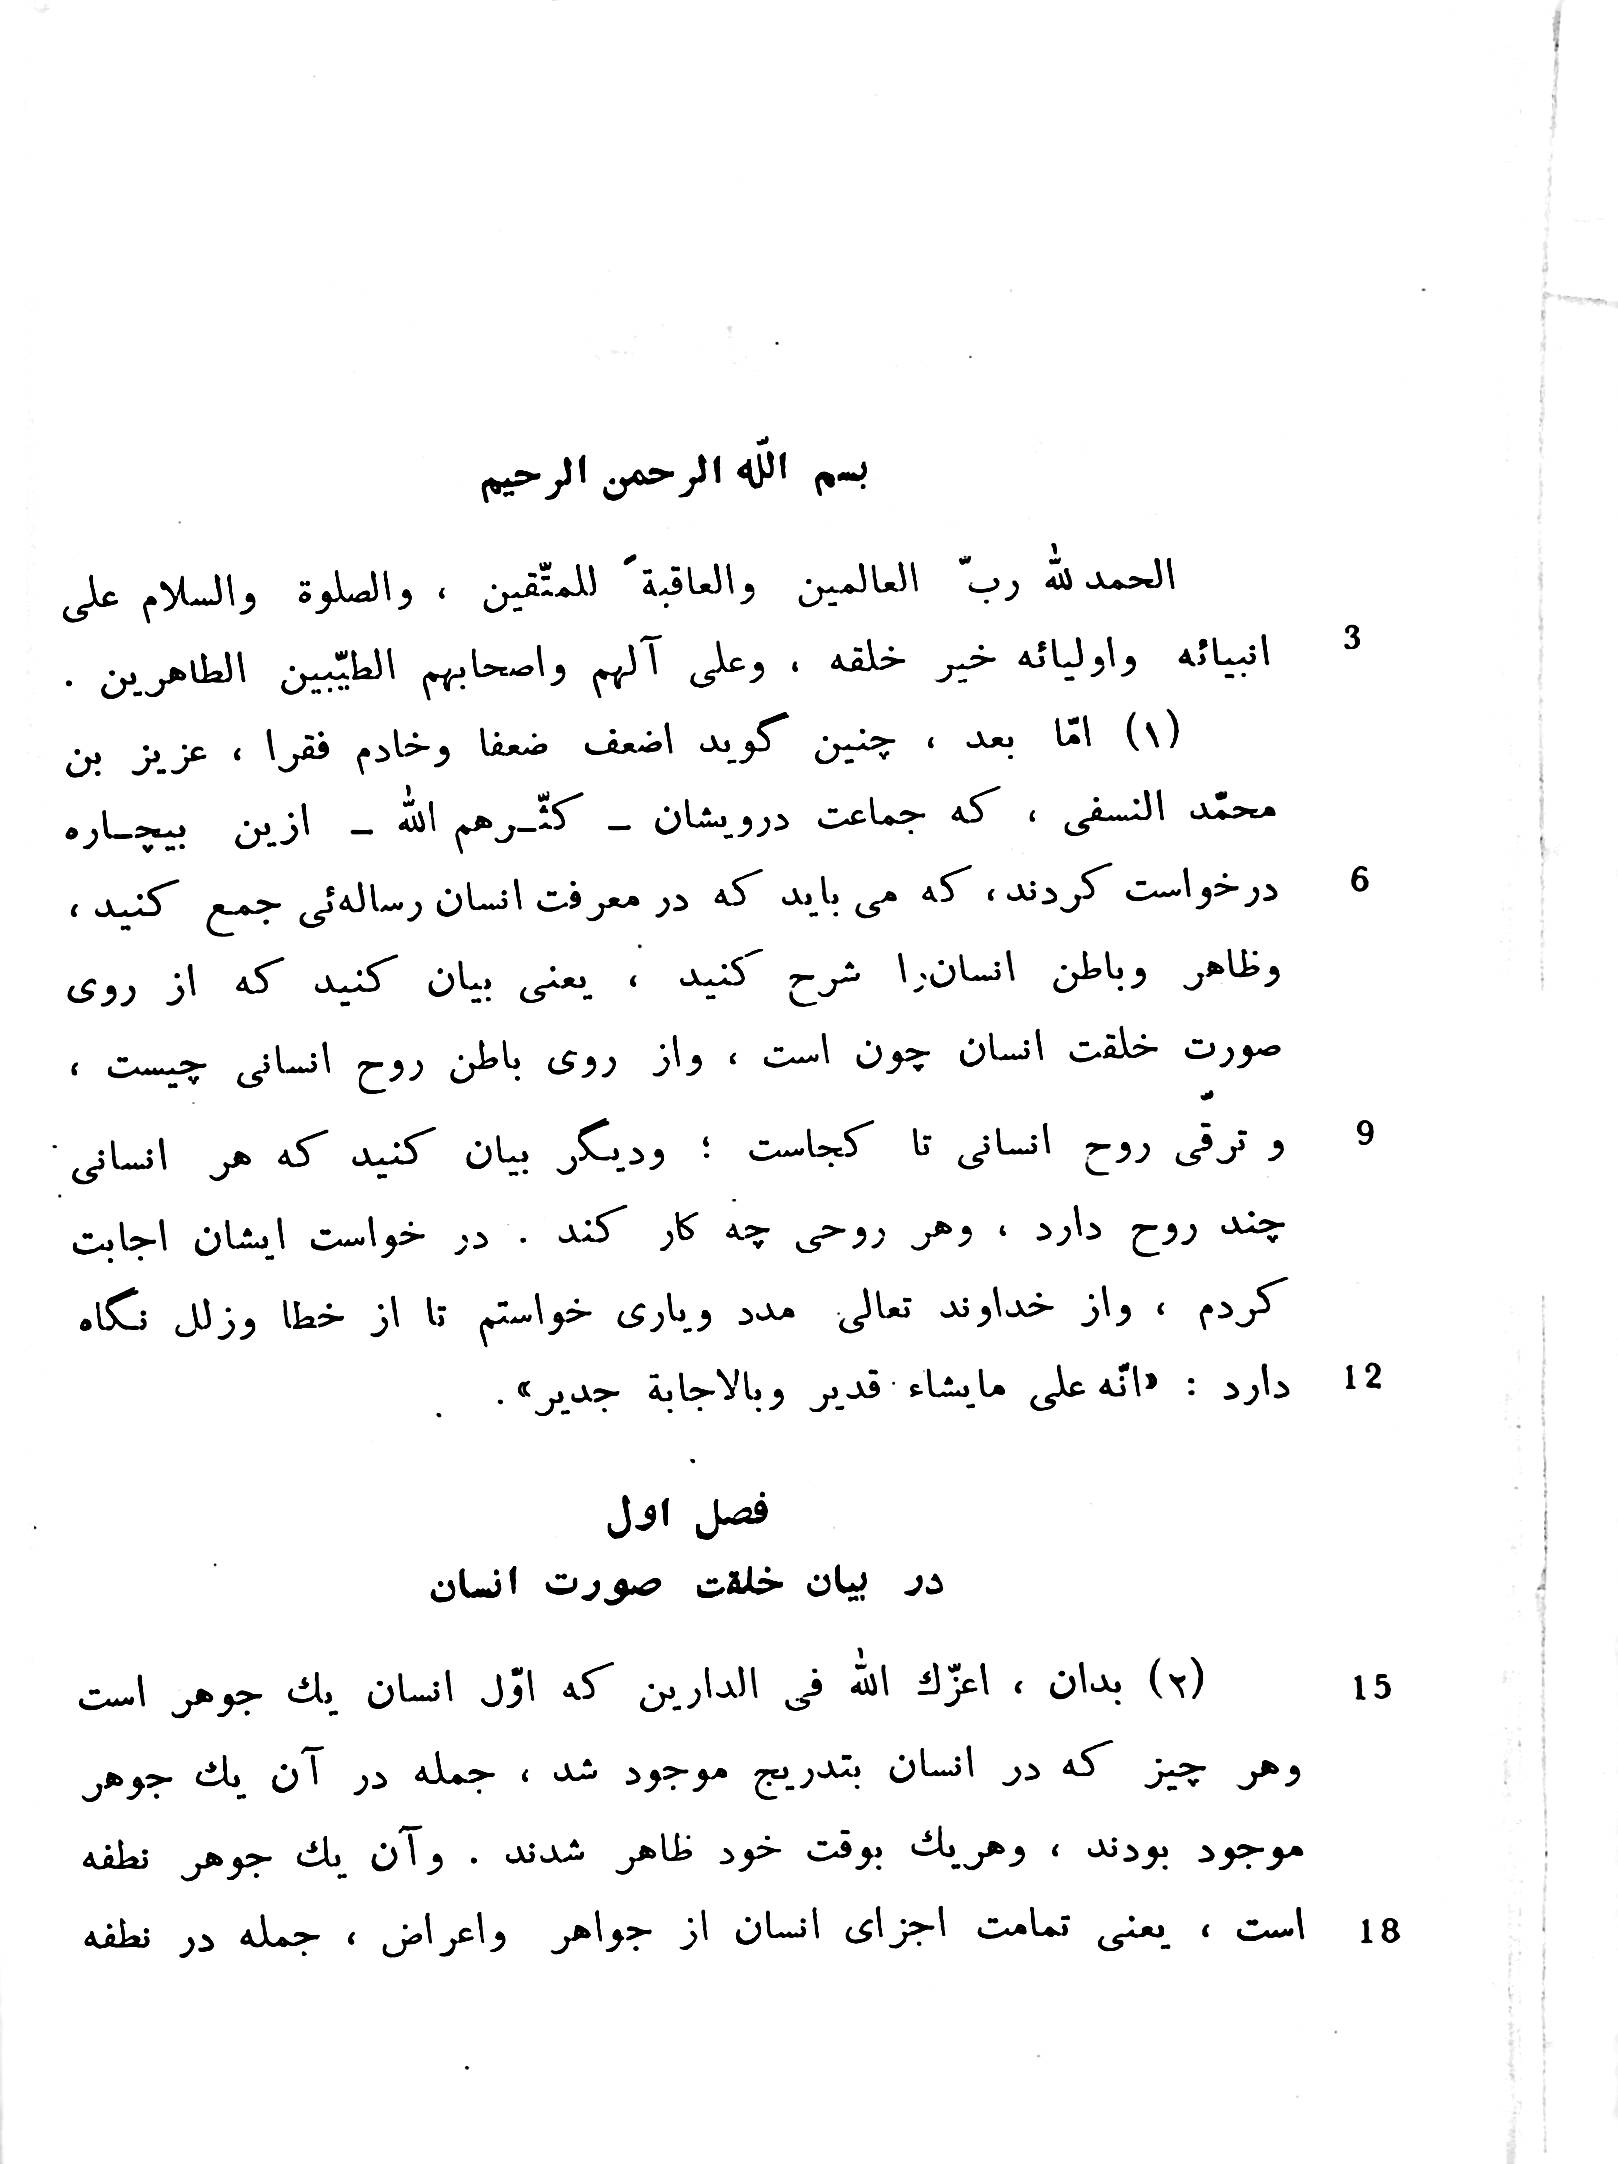 بسم اللّه الرحمن الرحيم
الحمد لله ربّ العالمين والعاقبة للمتّقين ، والصلوة والسلام على
انبيائه واوليائه خير خلقه ، وعلى آلهم واصحابهم الطيّبين الطاهرين .
3
(١) امّا بعد ، چنين گويد اضعف ضعفا وخادم فقرا ، عزيز بن
محمّد النسفى ، كه جماعت درويشان ــ كثّـرهم الله ــ ازين بيچـاره
درخواست كردند، كه مى بايد كه در معرفت انسان رساله‌ئى جمع كنيد ،
6
وظاهر وباطن انسان‌را شرح كنيد ، يعنى بيان كنيد كه از روى
صورت خلقت انسان چون است ، واز روى باطن روح انسانى چيست ،
و ترقّى روح انسانى تا كجاست ؛ وديگر بيان كنيد كه هر انسانى
9
چند روح دارد ، وهر روحى چه كار كند . در خواست ايشان اجابت
كردم ، واز خداوند تعالى مدد ويارى خواستم تا از خطا وزلل نـگاه
دارد : «انّه على مايشاء قدير وبالاجابة جدير» .
12
فصل اول
در بيان خلقت صورت انسان
(٢) بدان ، اعزّك الله فى الدارين كه اوّل انسان يك جوهر است
15
وهر چيز كه در انسان بتدريج موجود شد ، جمله در آن يك جوهر
موجود بودند ، وهريك بوقت خود ظاهر شدند . وآن يك جوهر نطفه
است ، يعنى تمامت اجزاى انسان از جواهر واعراض ، جمله در نطفه
18